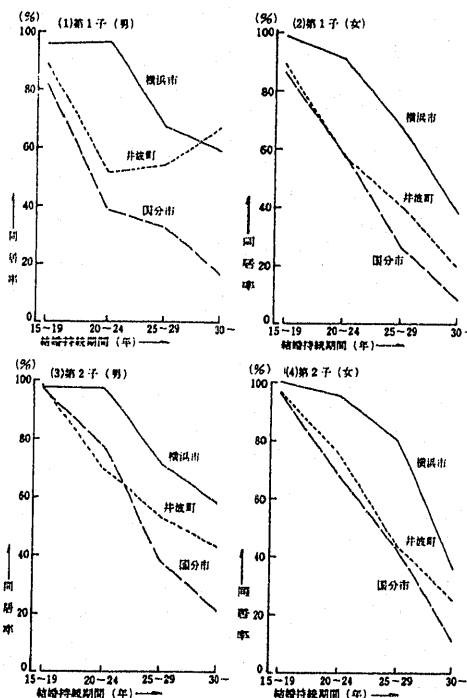 (%)
(1)第1子（男）
100
80
60
40
20
0
横浜市
井波町
国分市
同居率
15～19 20～24 25～29 30～
結婚持続期間（年）
(%)
(2)第1子（女）
100
80
60
40
20
0
横浜市
井波町
国分市
同居率
15～19 20～24 25～29 30～
結婚持続期間（年）
(%)
(3)第2子（男）
100
80
60
40
20
0
横浜市
井波町
国分市
同居率
15～19 20～24 25～29 30～
結婚持続期間（年）
(%)
(4)第2子（女）
100
80
60
40
20
0
横浜市
井波町
国分市
同居率
15～19 20～24 25～29 30～
結婚持続期間（年）